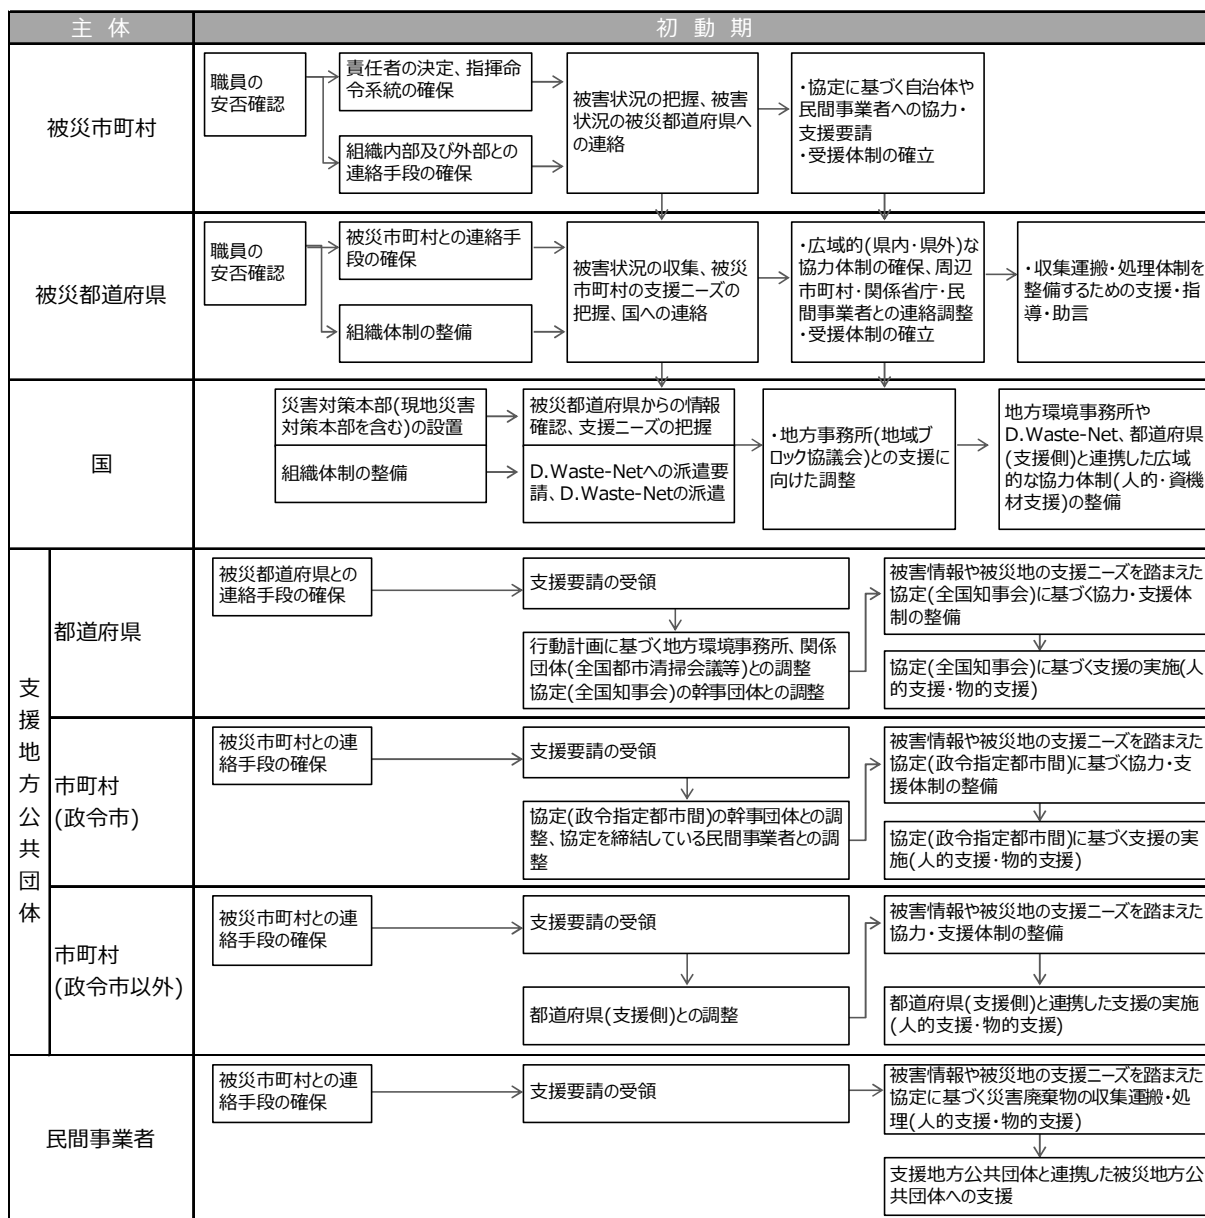 主 体
初 動 期
被災市町村
職員の
安否確認
責任者の決定、指揮命
令系統の確保
組織内部及び外部との
連絡手段の確保
被害状況の把握、被害
状況の被災都道府県へ
の連絡
・協定に基づく自治体や
民間事業者への協力・
支援要請
・受援体制の確立
被災都道府県
職員の
安否確認
被災市町村との連絡手
段の確保
組織体制の整備
被害状況の収集、被災
市町村の支援ニーズの
把握、国への連絡
・広域的(県内・県外)な
協力体制の確保、周辺
市町村・関係省庁・民
間事業者との連絡調整
・受援体制の確立
・収集運搬・処理体制を
整備するための支援・指
導・助言
国
災害対策本部(現地災害
対策本部を含む)の設置
組織体制の整備
被災都道府県からの情報
確認、支援ニーズの把握
D.Waste-Netへの派遣要
請、D.Waste-Netの派遣
・地方事務所(地域ブ
ロック協議会)との支援に
向けた調整
地方環境事務所や
D.Waste-Net、都道府県
(支援側)と連携した広域
的な協力体制(人的・資機
材支援)の整備
支援地方公共団体
都道府県
被災都道府県との
連絡手段の確保
支援要請の受領
行動計画に基づく地方環境事務所、関係
団体(全国都市清掃会議等)との調整
協定(全国知事会)の幹事団体との調整
被害情報や被災地の支援ニーズを踏まえた
協定(全国知事会)に基づく協力・支援体
制の整備
協定(全国知事会)に基づく支援の実施(人
的支援・物的支援)
市町村
(政令市)
被災市町村との連
絡手段の確保
支援要請の受領
協定(政令指定都市間)の幹事団体との調
整、協定を締結している民間事業者との調
整
被害情報や被災地の支援ニーズを踏まえた
協定(政令指定都市間)に基づく協力・支
援体制の整備
協定(政令指定都市間)に基づく支援の実
施(人的支援・物的支援)
市町村
(政令市以外)
被災市町村との連
絡手段の確保
支援要請の受領
都道府県(支援側)との調整
被害情報や被災地の支援ニーズを踏まえた
協力・支援体制の整備
都道府県(支援側)と連携した支援の実施
(人的支援・物的支援)
民間事業者
被災市町村との連
絡手段の確保
支援要請の受領
被害情報や被災地の支援ニーズを踏まえた
協定に基づく災害廃棄物の収集運搬・処
理(人的支援・物的支援)
支援地方公共団体と連携した被災地方公
共団体への支援